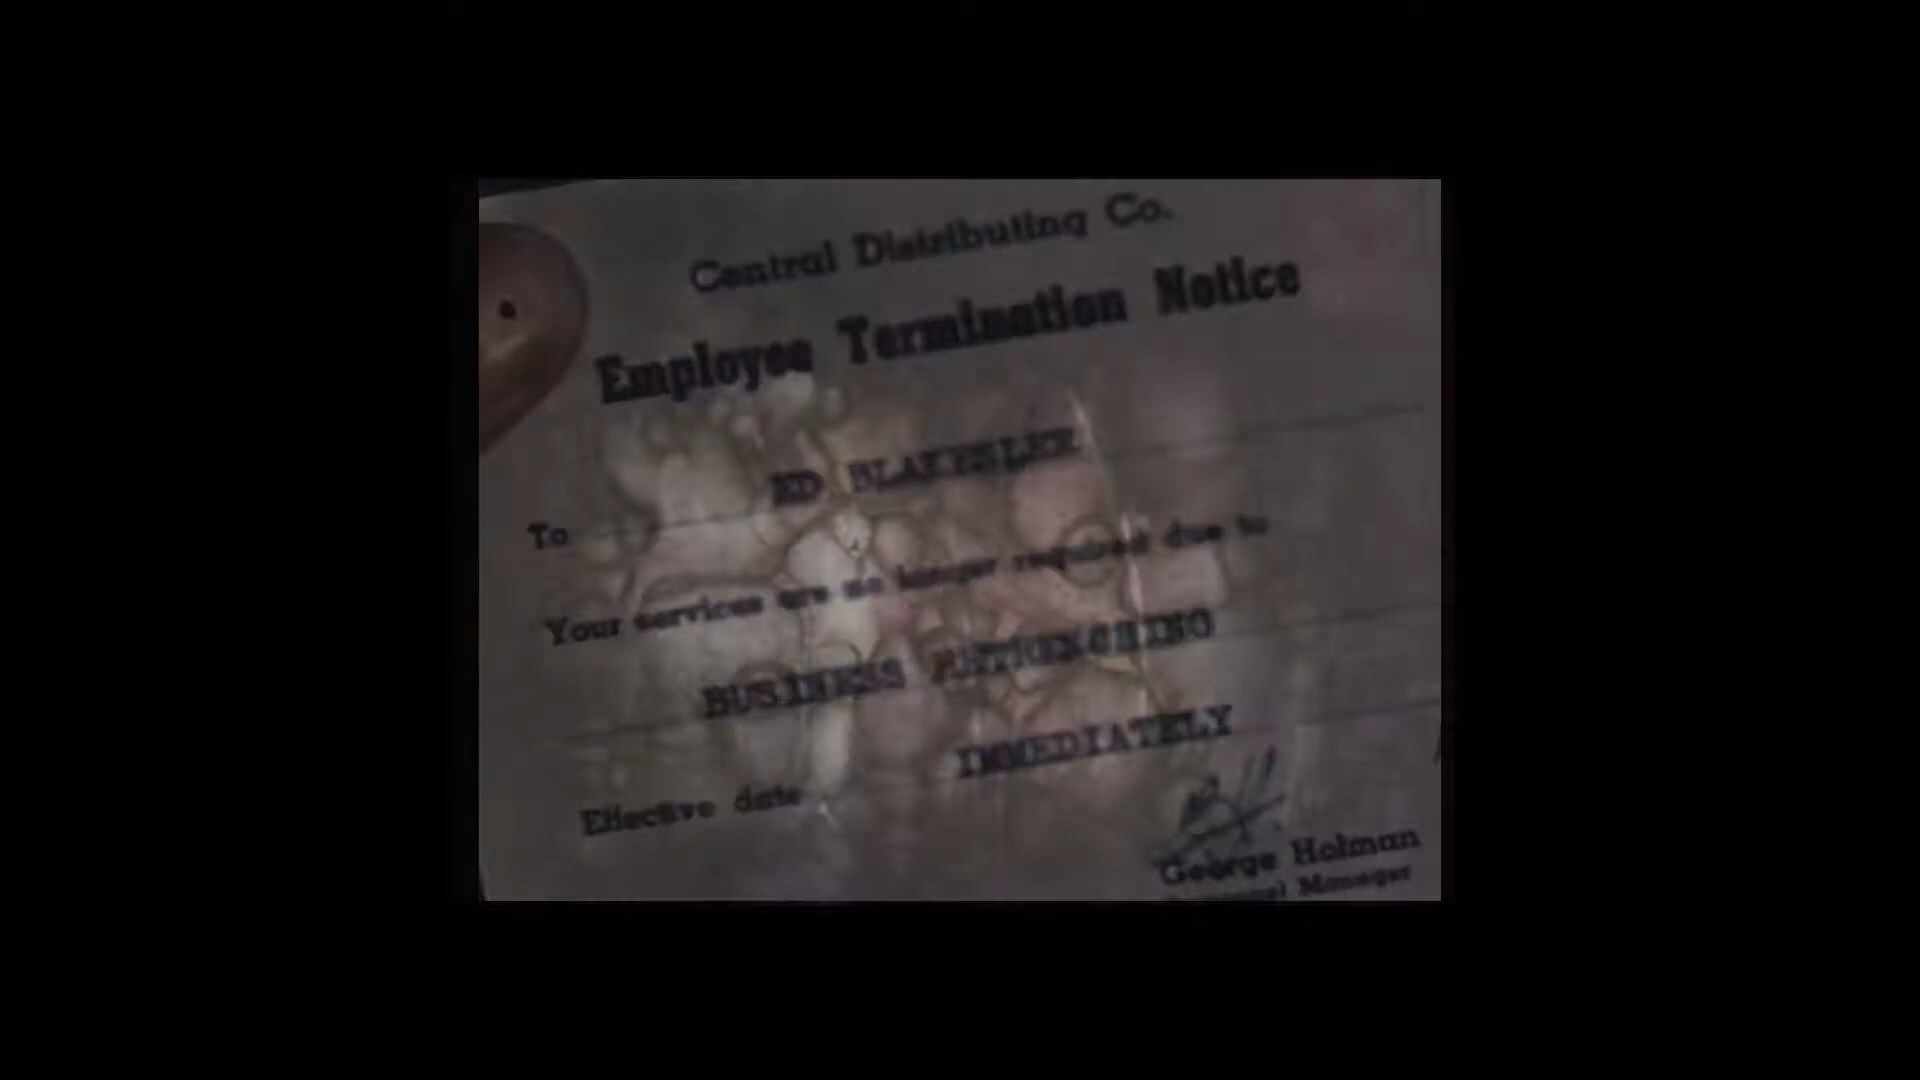 Central Distributing Co.
Employee Termination Notice
To ED BLAKESLEE
Your services are no longer required due to
BUSINESS RETRENCHING
Effective date IMMEDIATELY
George Holman
Manager